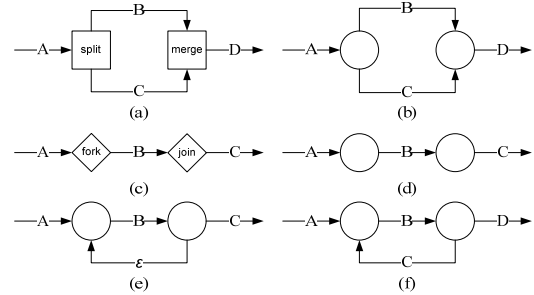 B B
A split merge D A D
C C
(a) (b)
A fork B join C A B C
(c) (d)
A B C A B D
ε C
(e) (f)